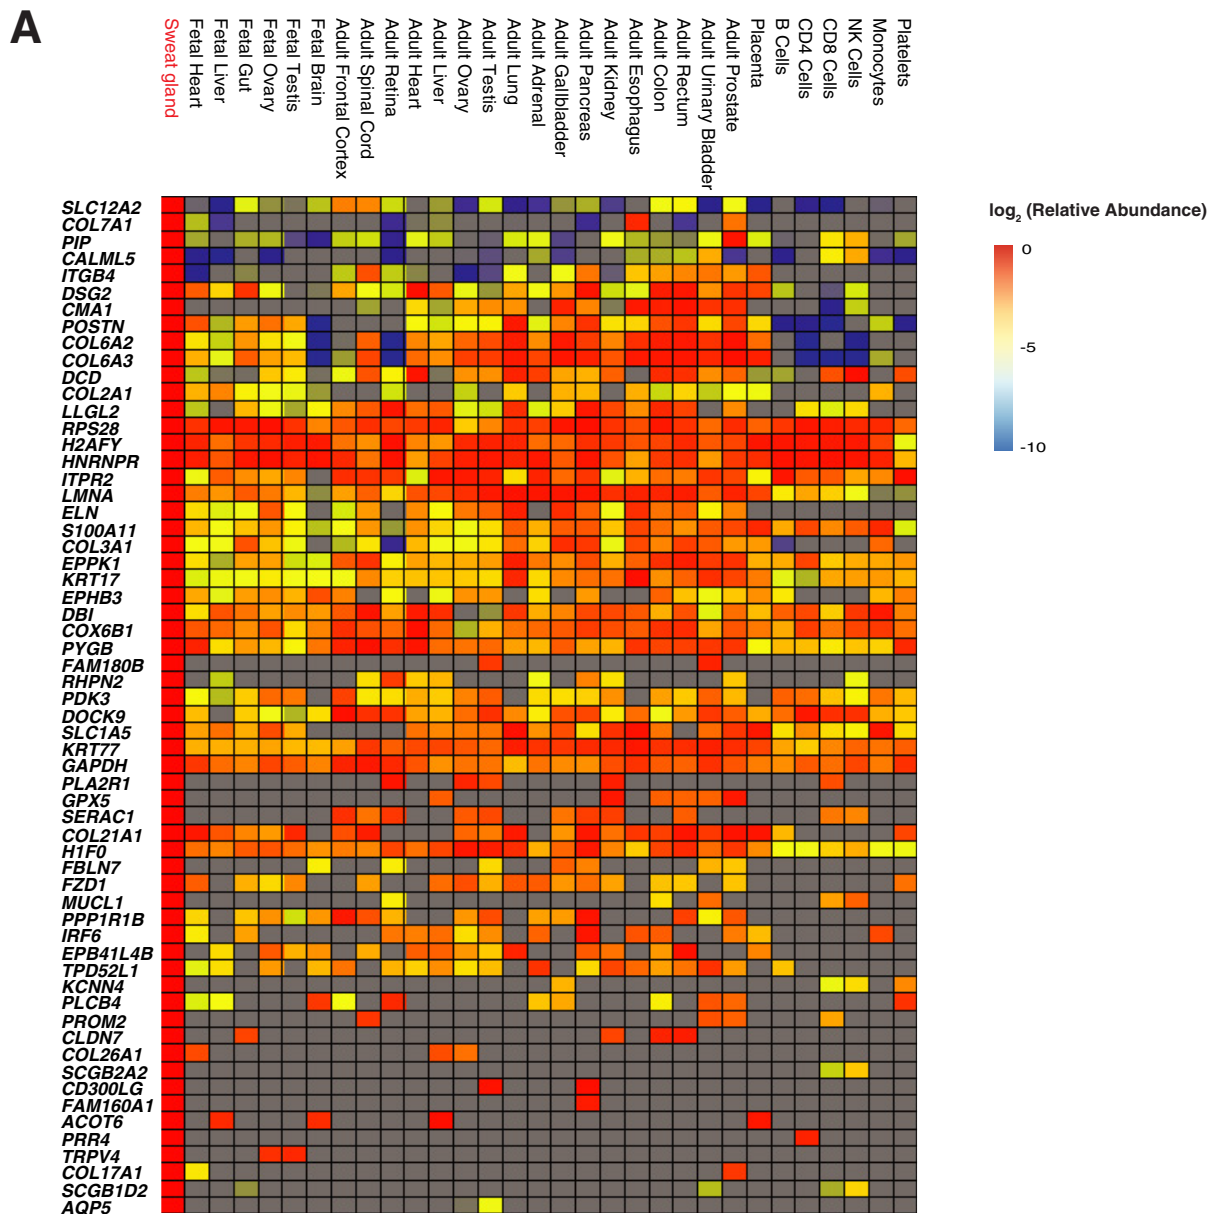 A
Sweat gland
Fetal Heart
Fetal Liver
Fetal Gut
Fetal Ovary
Fetal Testis
Fetal Brain
Adult Frontal Cortex
Adult Spinal Cord
Adult Retina
Adult Heart
Adult Liver
Adult Ovary
Adult Testis
Adult Lung
Adult Adrenal
Adult Gallbladder
Adult Pancreas
Adult Kidney
Adult Esophagus
Adult Colon
Adult Rectum
Adult Urinary Bladder
Adult Prostate
Placenta
B Cells
CD4 Cells
CD8 Cells
NK Cells
Monocytes
Platelets
SLC12A2
COL7A1
PIP
CALML5
ITGB4
DSG2
CMA1
POSTN
COL6A2
COL6A3
DCD
COL2A1
LLGL2
RPS28
H2AFY
HNRNPR
ITPR2
LMNA
ELN
S100A11
COL3A1
EPPK1
KRT17
EPHB3
DBI
COX6B1
PYGB
FAM180B
RHPN2
PDK3
DOCK9
SLC1A5
KRT77
GAPDH
PLA2R1
GPX5
SERAC1
COL21A1
H1F0
FBLN7
FZD1
MUCL1
PPP1R1B
IRF6
EPB41L4B
TPD52L1
KCNN4
PLCB4
PROM2
CLDN7
COL26A1
SCGB2A2
CD300LG
FAM160A1
ACOT6
PRR4
TRPV4
COL17A1
SCGB1D2
AQP5
log2 (Relative Abundance)
0
-5
-10